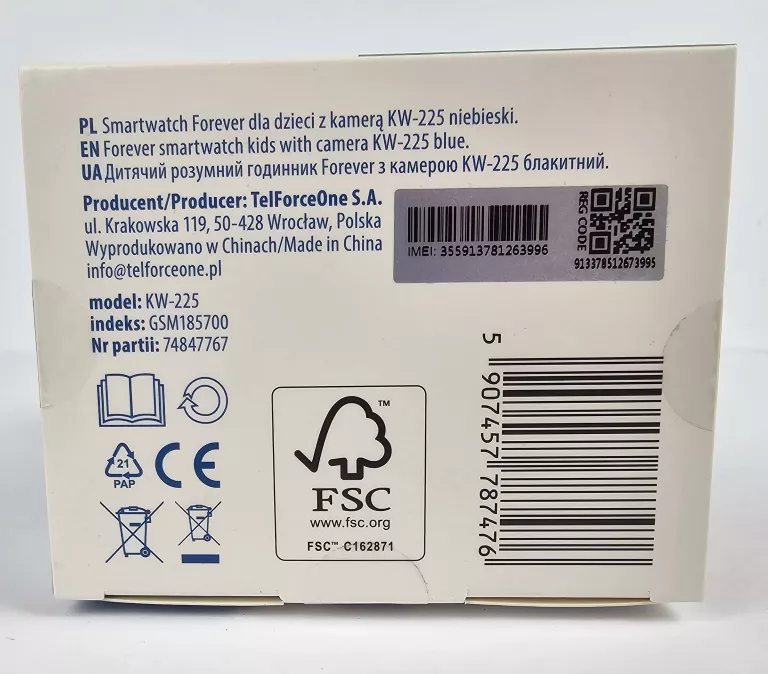 PL Smartwatch Forever dla dzieci z kamerą KW-225 niebieski.
EN Forever smartwatch kids with camera KW-225 blue.
UA Дитячий розумний годинник Forever з камерою KW-225 блакитний.
Producent/Producer: TelForceOne S.A.
ul. Krakowska 119, 50-428 Wrocław, Polska
Wyprodukowano w Chinach/Made in China
info@telforceone.pl
IMEI: 355913781263996
REG CODE
913378512673995
model: KW-225
indeks: GSM185700
Nr partii: 74847767
21
PAP
CE
TM
FSC
www.fsc.org
FSC™ C162871
5 907457 787476